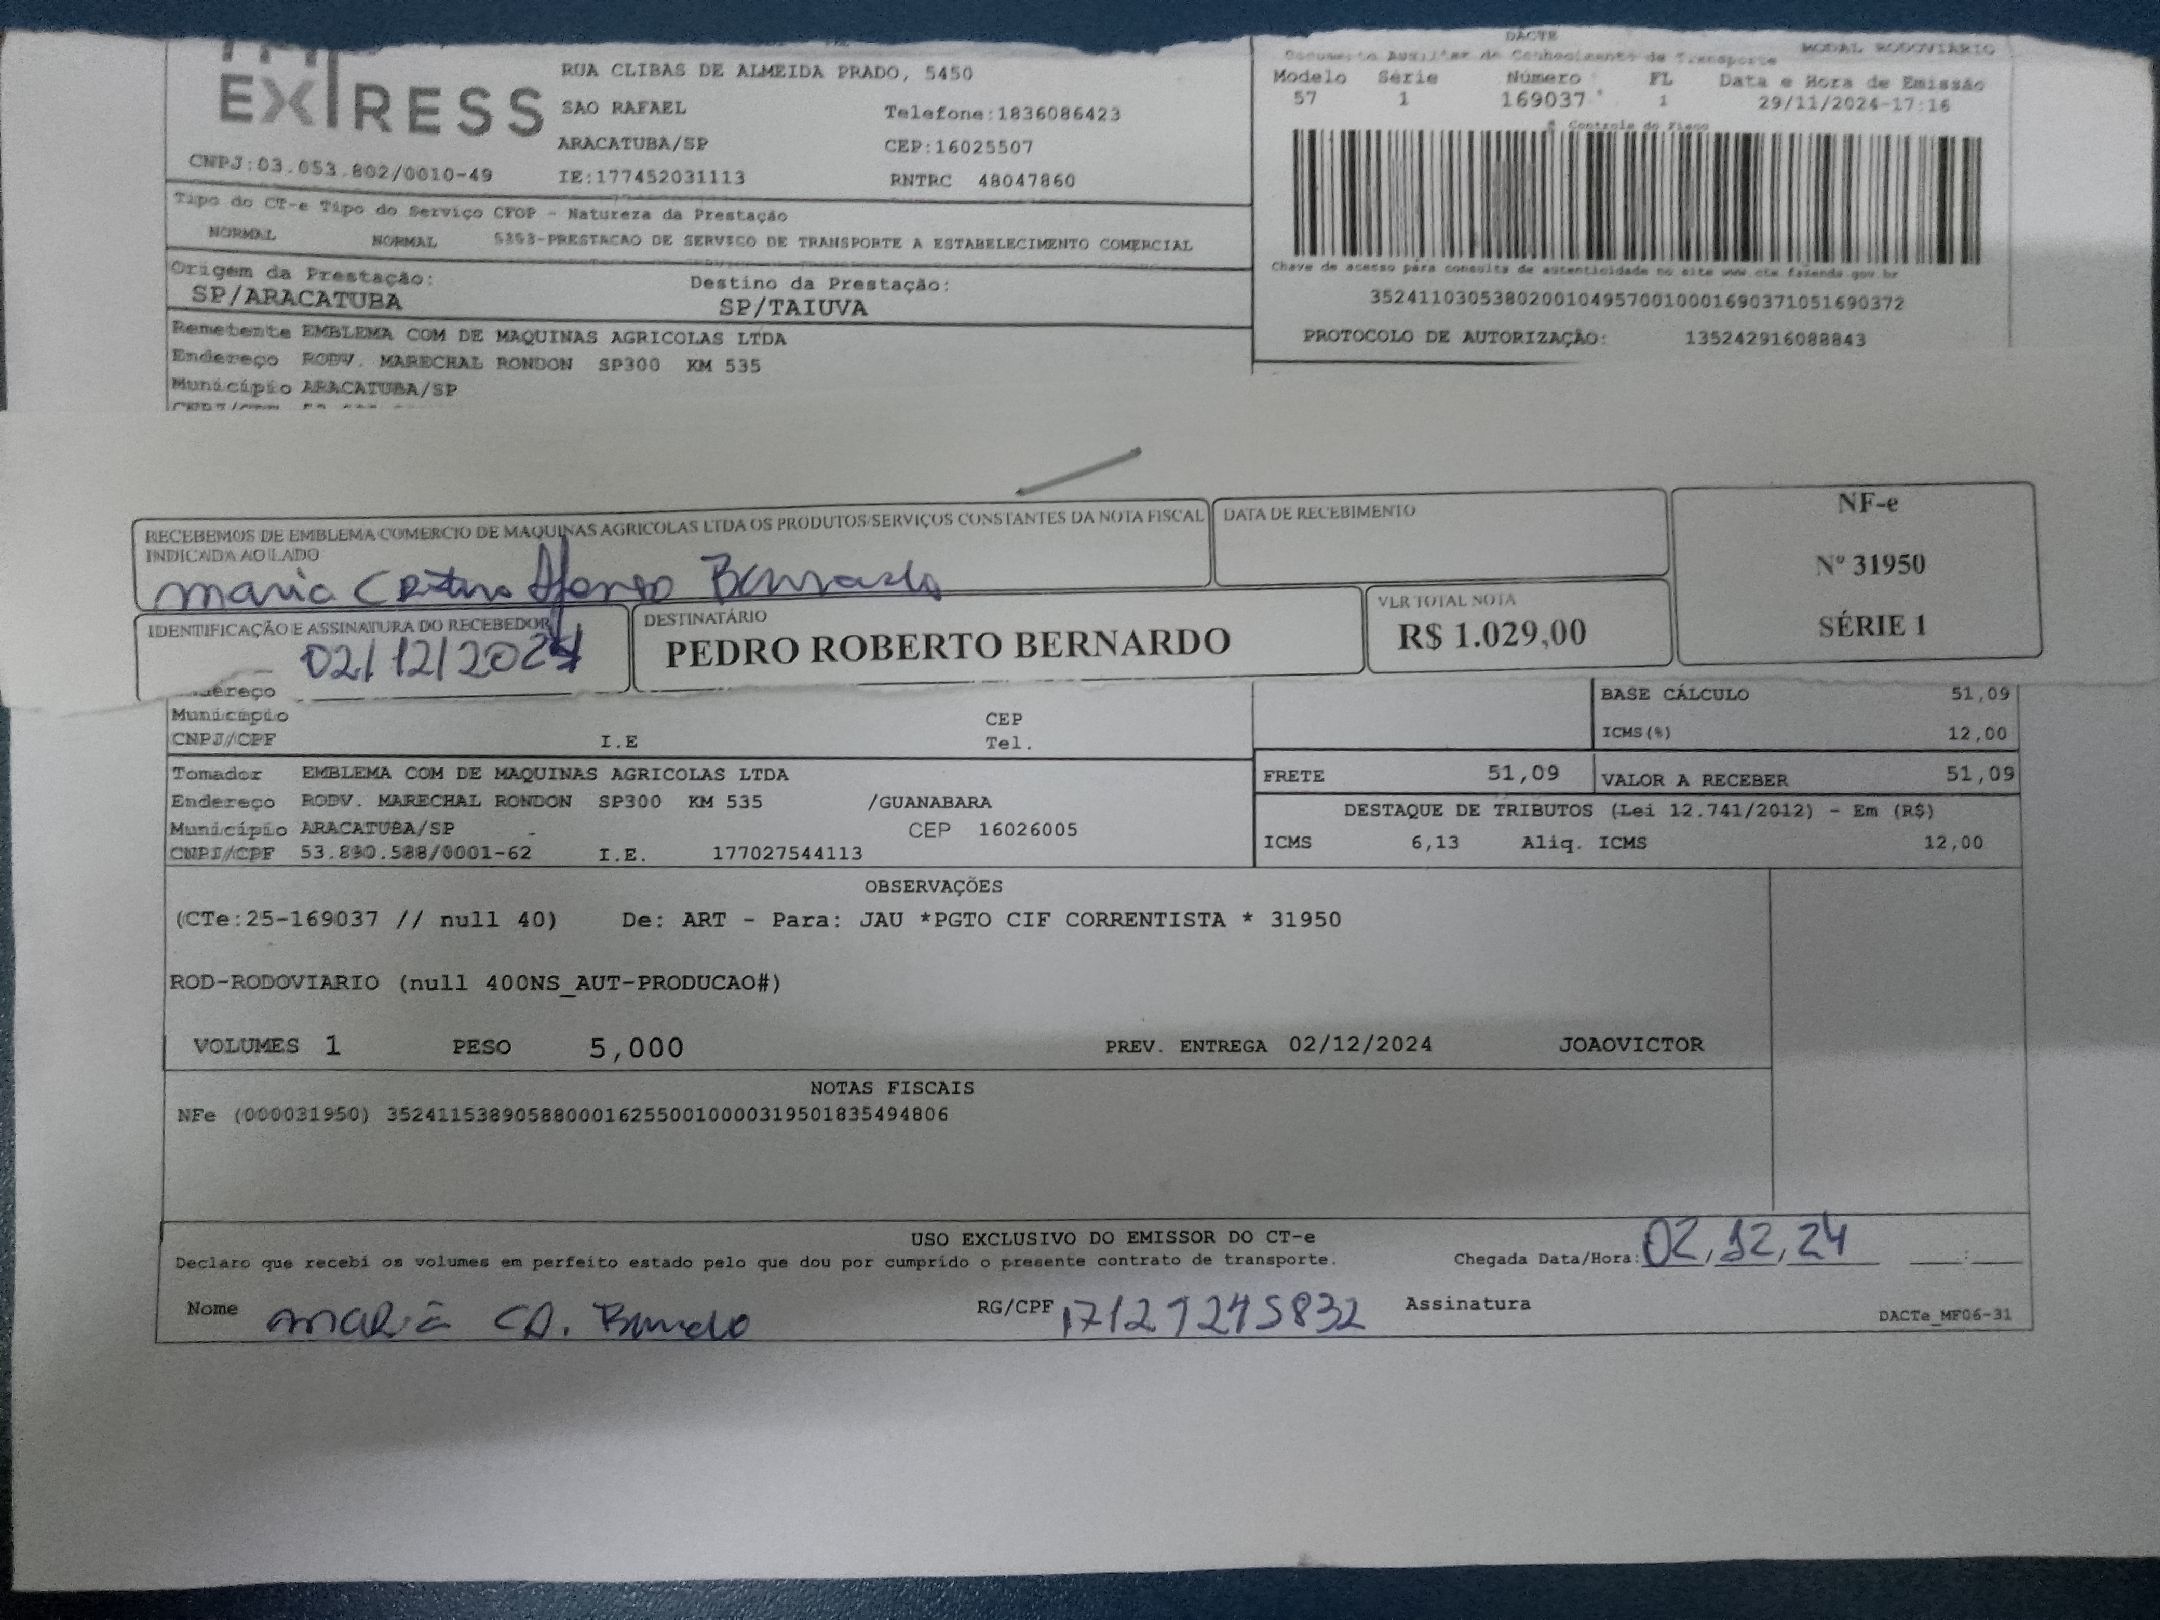 EXPRESS
RUA CLIBAS DE ALMEIDA PRADO, 5450
SAO RAFAEL Telefone:1836086423
ARACATUBA/SP CEP:16025507
CNPJ:03.053.802/0010-49 IE:177452031113 RNTRC 48047860
DACTE MODAL RODOVIARIO
Documento Auxiliar de Conhecimento de Transporte
Modelo Série Número FL Data e Hora de Emissão
57 1 169037 1 29/11/2024-17:16
Controle do Fisco
Tipo do CT-e Tipo do Serviço CFOP - Natureza da Prestação
NORMAL NORMAL 5353-PRESTACAO DE SERVICO DE TRANSPORTE A ESTABELECIMENTO COMERCIAL
Chave de acesso para consulta de autenticidade no site www.cte.fazenda.gov.br
35241103053802001049570010001690371051690372
PROTOCOLO DE AUTORIZAÇÃO: 135242916088843
Origem da Prestação: Destino da Prestação:
SP/ARACATUBA SP/TAIUVA
Remetente EMBLEMA COM DE MAQUINAS AGRICOLAS LTDA
Endereço RODV. MARECHAL RONDON SP300 KM 535
Município ARACATUBA/SP
RECEBEMOS DE EMBLEMA COMERCIO DE MAQUINAS AGRICOLAS LTDA OS PRODUTOS/SERVIÇOS CONSTANTES DA NOTA FISCAL
INDICADA AO LADO
DATA DE RECEBIMENTO
NF-e
Nº 31950
SÉRIE 1
maria Afonso
IDENTIFICAÇÃO E ASSINATURA DO RECEBEDOR
02/12/2024
DESTINATÁRIO
PEDRO ROBERTO BERNARDO
VLR TOTAL NOTA
R$ 1.029,00
Endereço
Município CEP
CNPJ/CPF I.E Tel.
BASE CÁLCULO 51,09
ICMS(%) 12,00
FRETE 51,09 VALOR A RECEBER 51,09
Tomador EMBLEMA COM DE MAQUINAS AGRICOLAS LTDA
Endereço RODV. MARECHAL RONDON SP300 KM 535 /GUANABARA
Município ARACATUBA/SP CEP 16026005
CNPJ/CPF 53.890.588/0001-62 I.E. 177027544113
DESTAQUE DE TRIBUTOS (Lei 12.741/2012) - Em (R$)
ICMS 6,13 Aliq. ICMS 12,00
OBSERVAÇÕES
(CTe:25-169037 // null 40) De: ART - Para: JAU *PGTO CIF CORRENTISTA * 31950
ROD-RODOVIARIO (null 400NS_AUT-PRODUCAO#)
VOLUMES 1 PESO 5,000 PREV. ENTREGA 02/12/2024 JOAOVICTOR
NOTAS FISCAIS
NFe (000031950) 35241153890588000162550010000319501835494806
USO EXCLUSIVO DO EMISSOR DO CT-e
Declaro que recebi os volumes em perfeito estado pelo que dou por cumprido o presente contrato de transporte. Chegada Data/Hora: 02,12,24 :
Nome maria RG/CPF 17129245832 Assinatura
DACTe_MF06-31